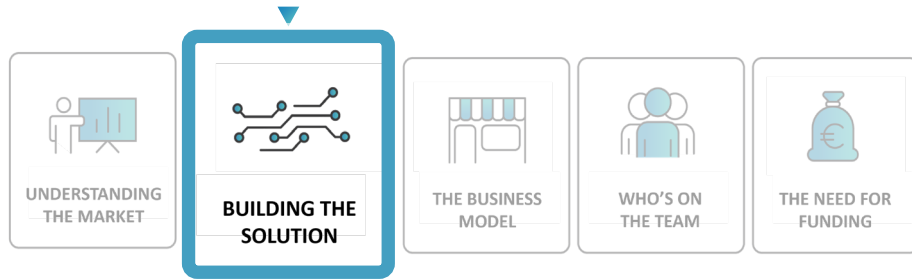 UNDERSTANDING
THE MARKET
BUILDING THE
SOLUTION
THE BUSINESS
MODEL
WHO'S ON
THE TEAM
€
THE NEED FOR
FUNDING